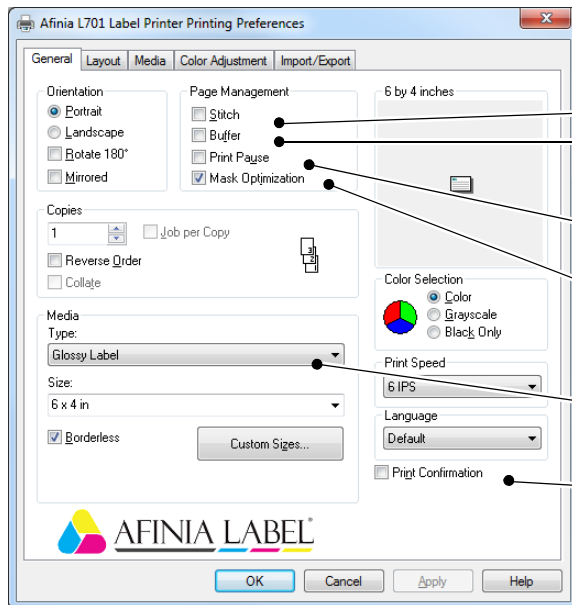 Afinia L701 Label Printer Printing Preferences
General Layout Media Color Adjustment Import/Export
Orientation
Portrait
Landscape
Rotate 180°
Mirrored
Page Management
Stitch
Buffer
Print Pause
Mask Optimization
6 by 4 inches
Copies
1
Job per Copy
Reverse Order
Collate
3
2
1
Color Selection
Color
Grayscale
Black Only
Media
Type:
Glossy Label
Size:
6 x 4 in
Borderless
Custom Sizes...
Print Speed
6 IPS
Language
Default
Print Confirmation
AFINIA LABEL
OK Cancel Apply Help